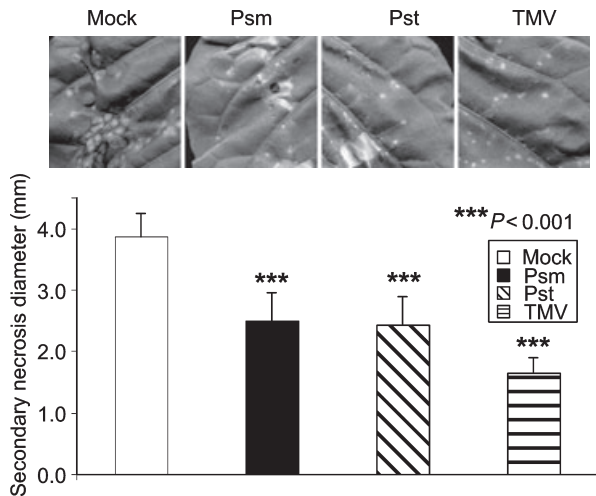 Mock Psm Pst TMV
Secondary necrosis diameter (mm)
4.0
3.0
2.0
1.0
0.0
***P< 0.001
***
***
***
Mock
Psm
Pst
TMV